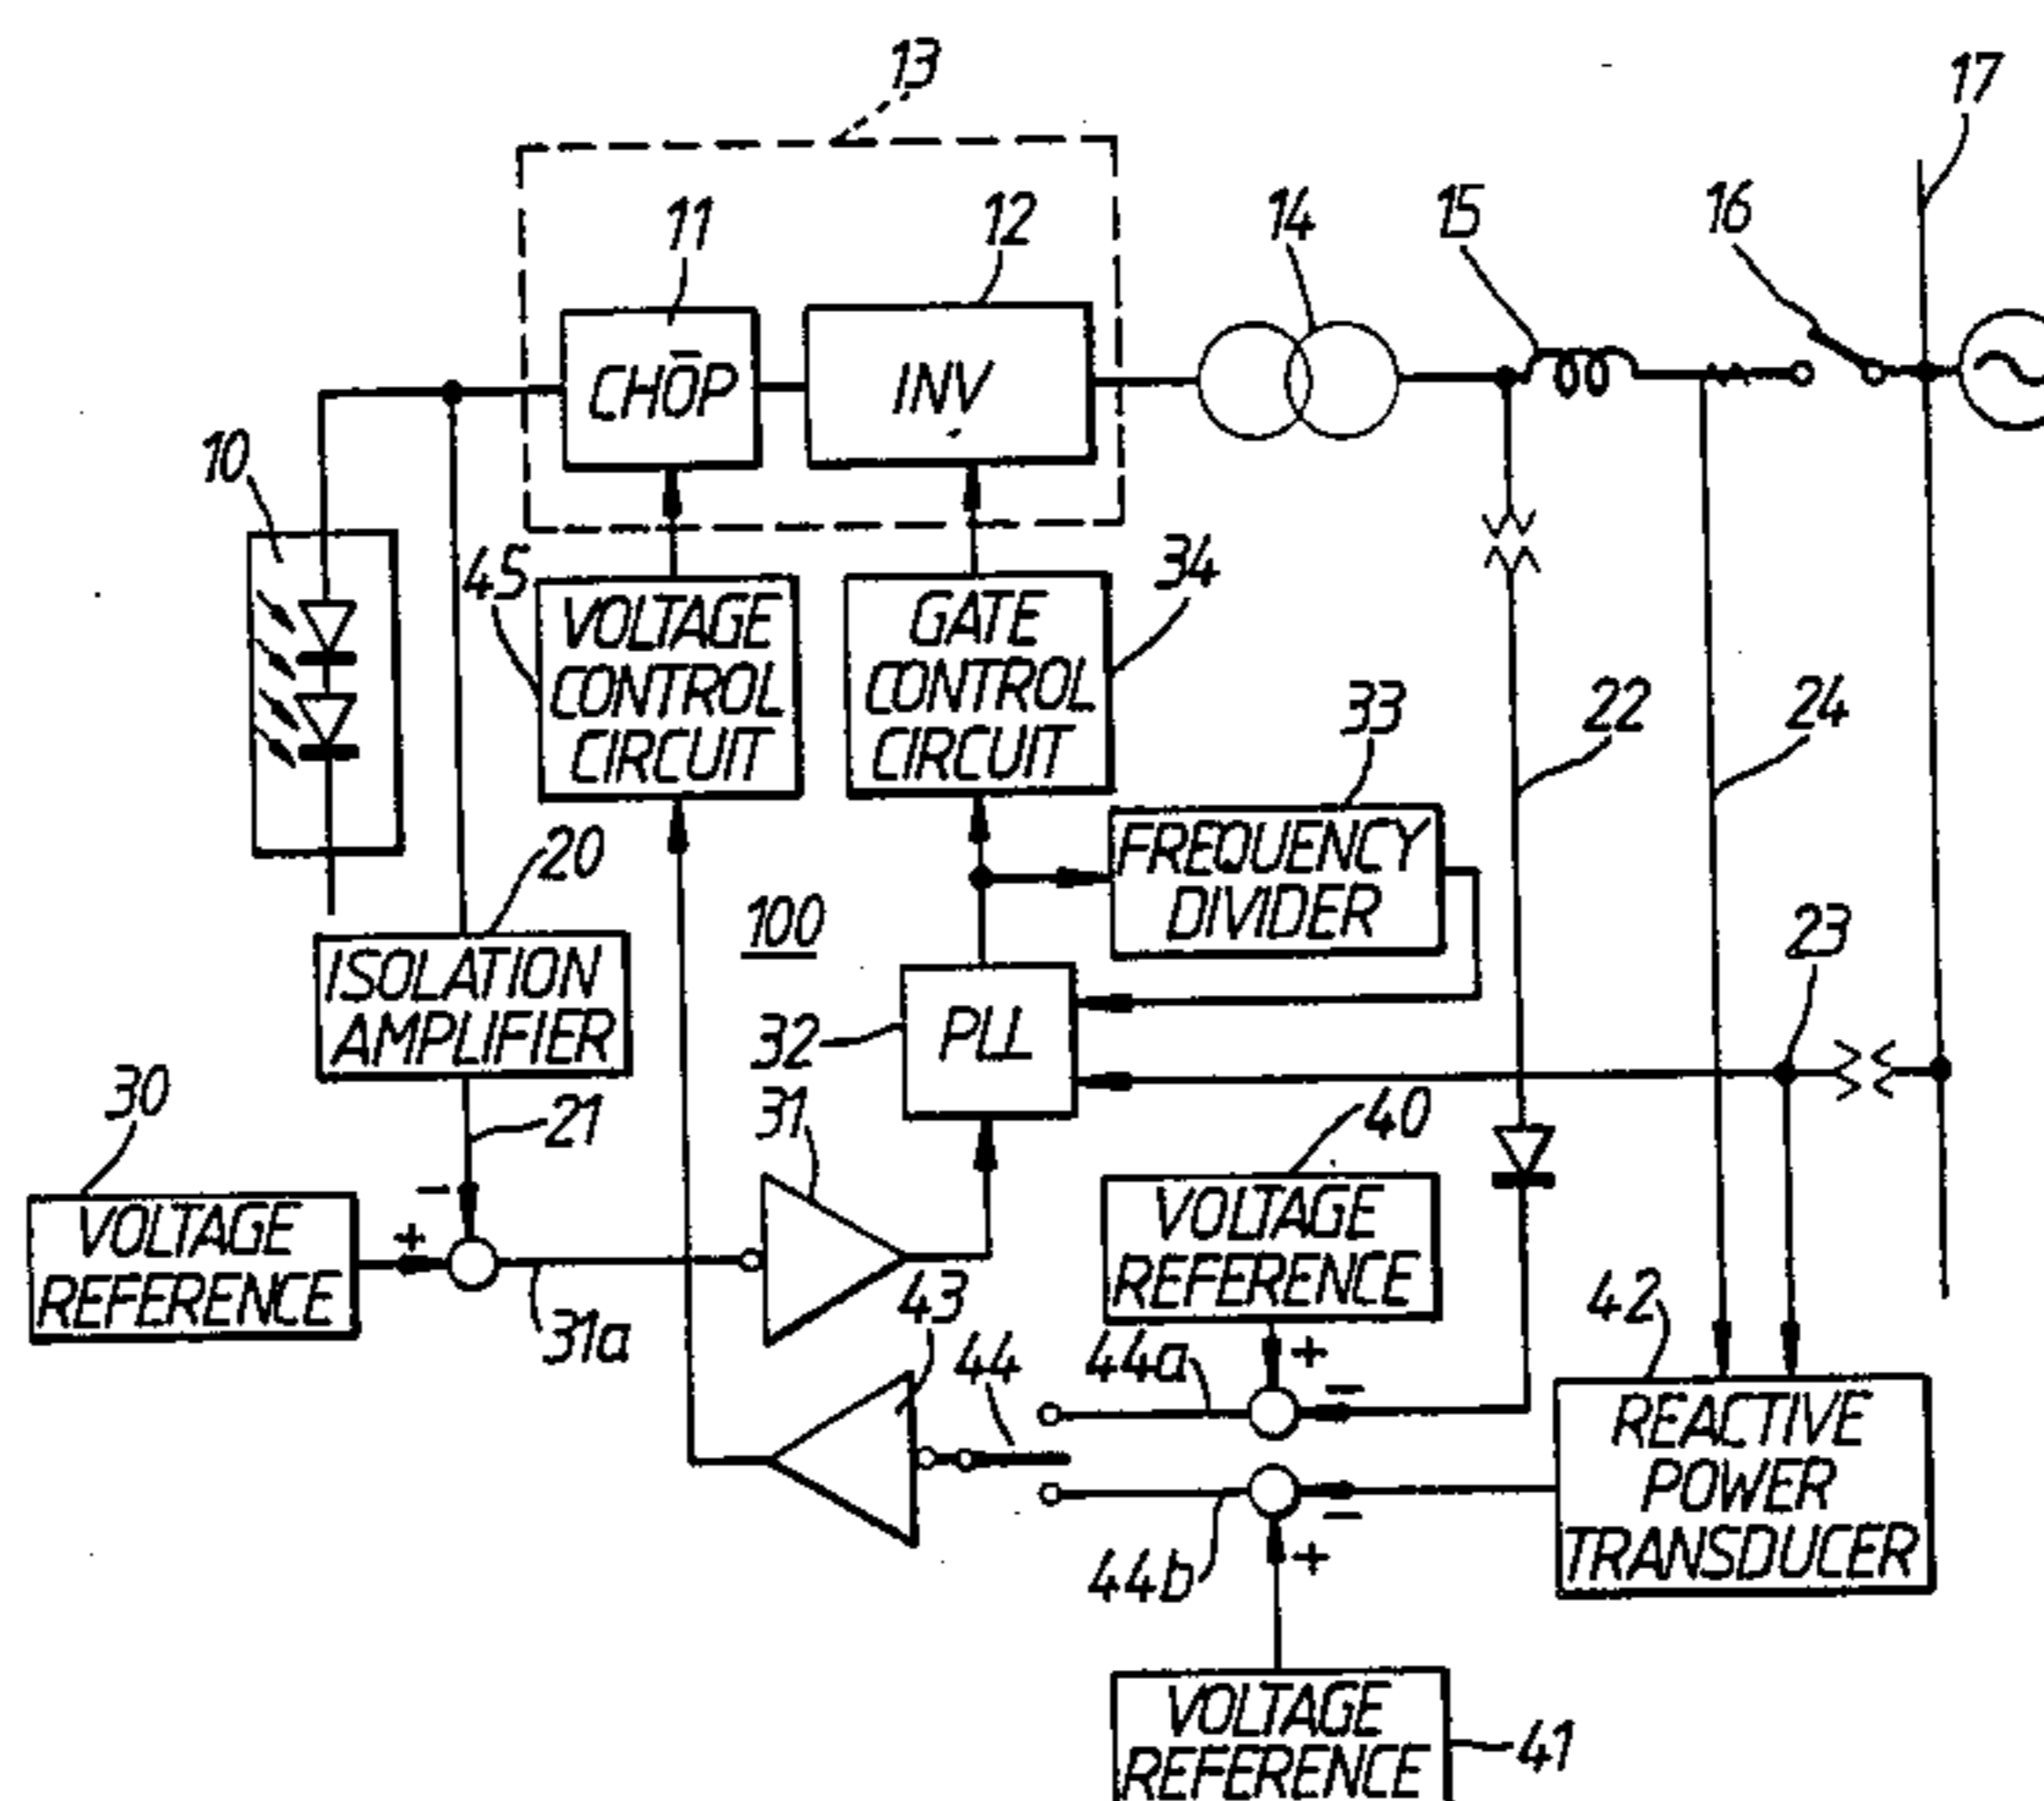 13
17
11
12
14
15
16
CHOP
INV
10
45
VOLTAGE
CONTROL
CIRCUIT
GATE
CONTROL
CIRCUIT
34
33
22
24
20
FREQUENCY
DIVIDER
100
23
ISOLATION
AMPLIFIER
32
PLL
30
21
31
40
VOLTAGE
REFERENCE
-
+
31a
VOLTAGE
REFERENCE
43
44
44a
+
-
42
REACTIVE
POWER
TRANSDUCER
44b
-
+
VOLTAGE
REFERENCE
41